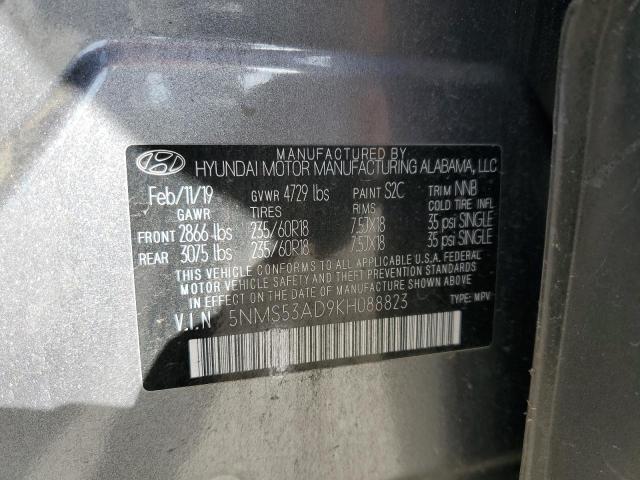 MANUFACTURED BY
HYUNDAI MOTOR MANUFACTURING ALABAMA, LLC
Feb/11/19 GVWR 4729 lbs PAINT S2C TRIM NNB
GAWR TIRES RIMS COLD TIRE INFL
FRONT 2866 lbs 235/60R18 7.5JX18 35 psi SINGLE
REAR 3075 lbs 235/60R18 7.5JX18 35 psi SINGLE
THIS VEHICLE CONFORMS TO ALL APPLICABLE U.S.A. FEDERAL
MOTOR VEHICLE SAFETY AND BUMPER
IN EFFECT ON THE DATE OF MANUFACTURE SHOWN ABOVE.
V.I.N 5NMS53AD9KH088823 TYPE: MPV